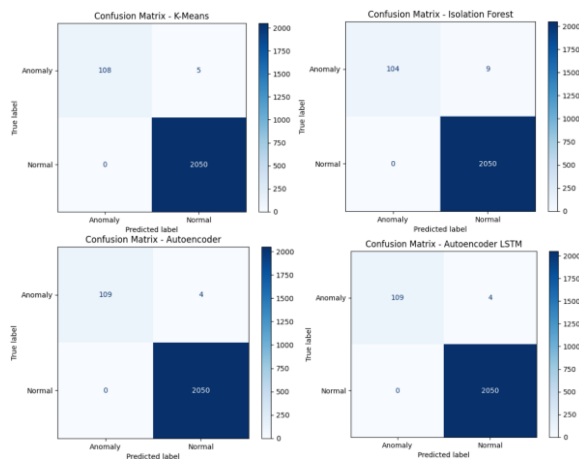 Confusion Matrix - K-Means
2000
1750
1500
1250
1000
750
500
250
0
Anomaly
108
5
True label
Normal
0
2050
Anomaly
Normal
Predicted label
Confusion Matrix - Isolation Forest
2000
1750
1500
1250
1000
750
500
250
0
Anomaly
104
9
True label
Normal
0
2050
Anomaly
Normal
Predicted label
Confusion Matrix - Autoencoder
2000
1750
1500
1250
1000
750
500
250
0
Anomaly
109
4
True label
Normal
0
2050
Anomaly
Normal
Predicted label
Confusion Matrix - Autoencoder LSTM
2000
1750
1500
1250
1000
750
500
250
0
Anomaly
109
4
True label
Normal
0
2050
Anomaly
Normal
Predicted label